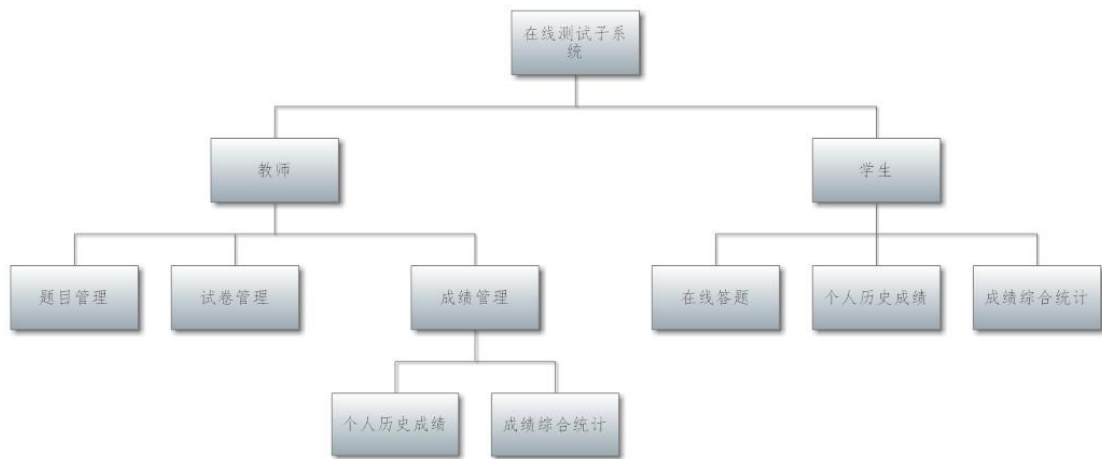 在线测试子系
统
教师
学生
题目管理
试卷管理
成绩管理
在线答题
个人历史成绩
成绩综合统计
个人历史成绩
成绩综合统计